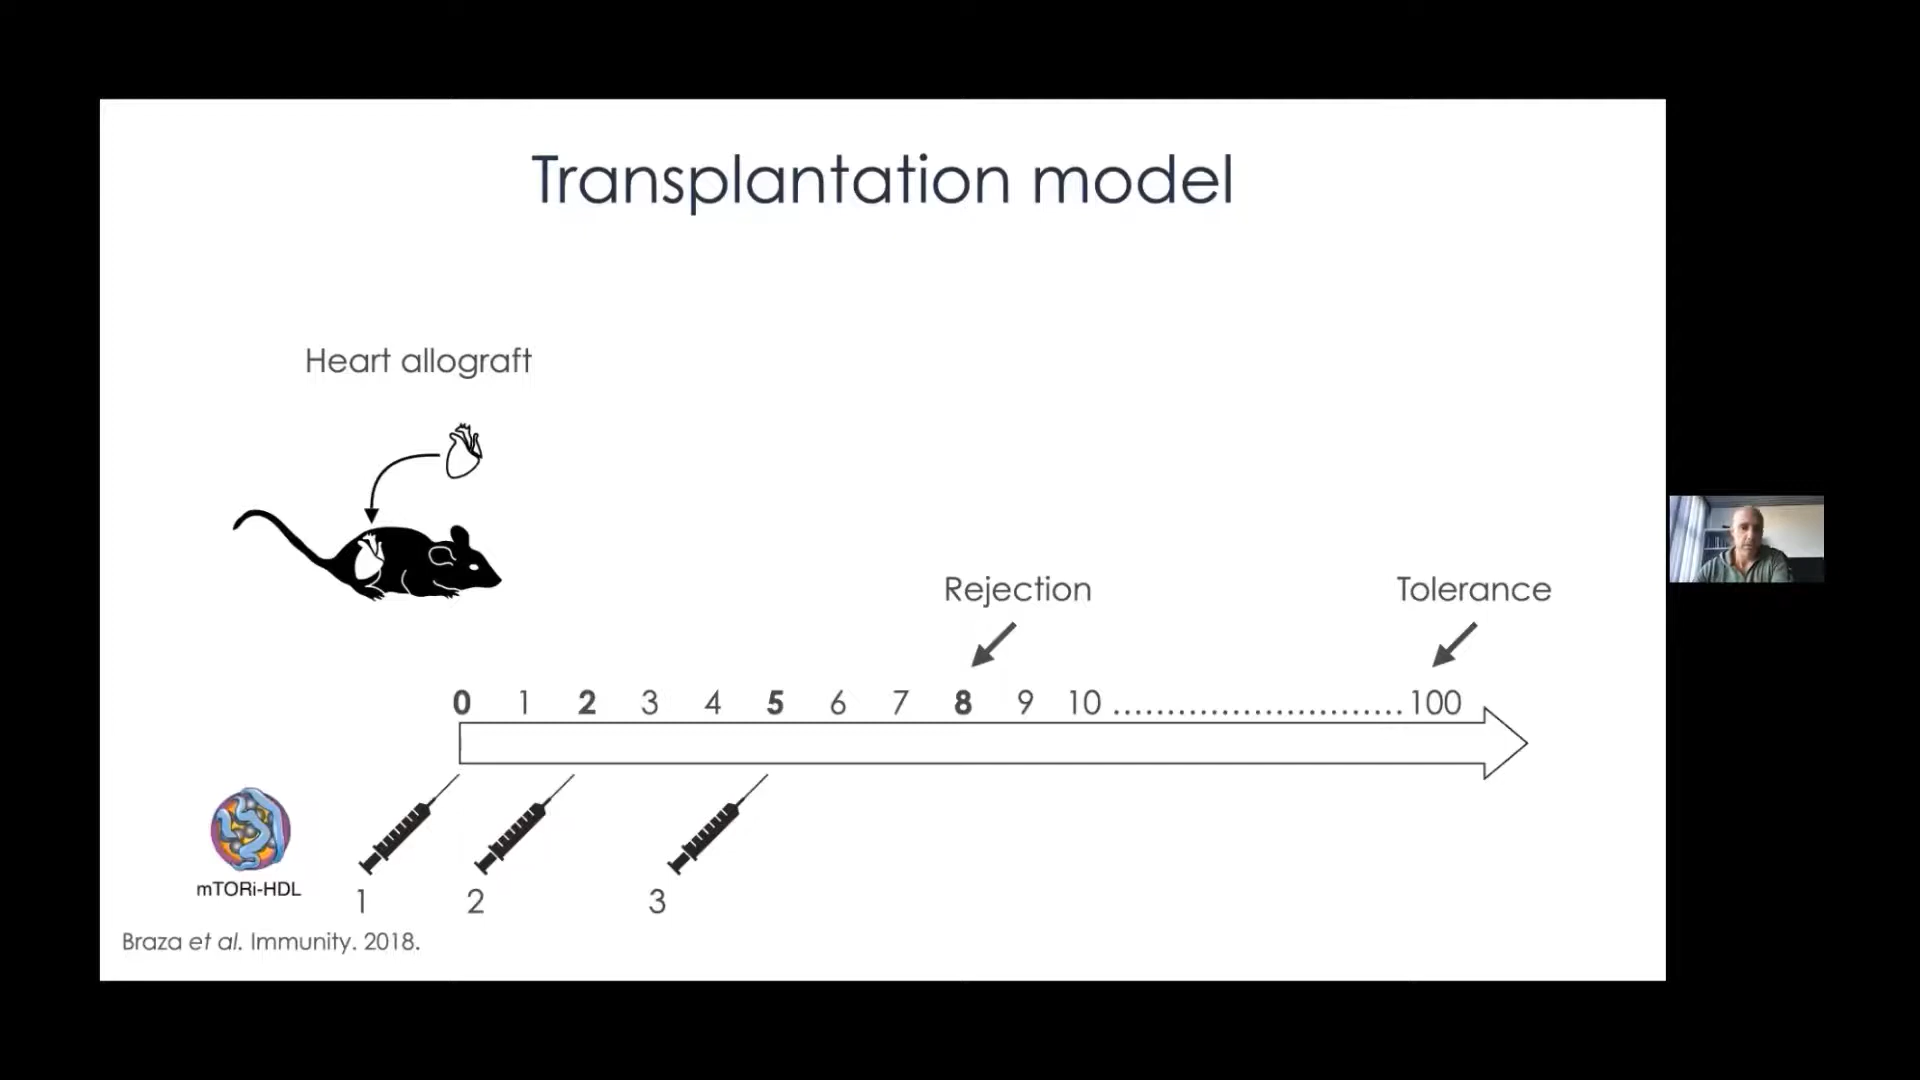 Transplantation model
Heart allograft
Rejection
Tolerance
0 1 2 3 4 5 6 7 8 9 10 ........................... 100
mTORi-HDL
1
2
3
Braza et al. Immunity. 2018.